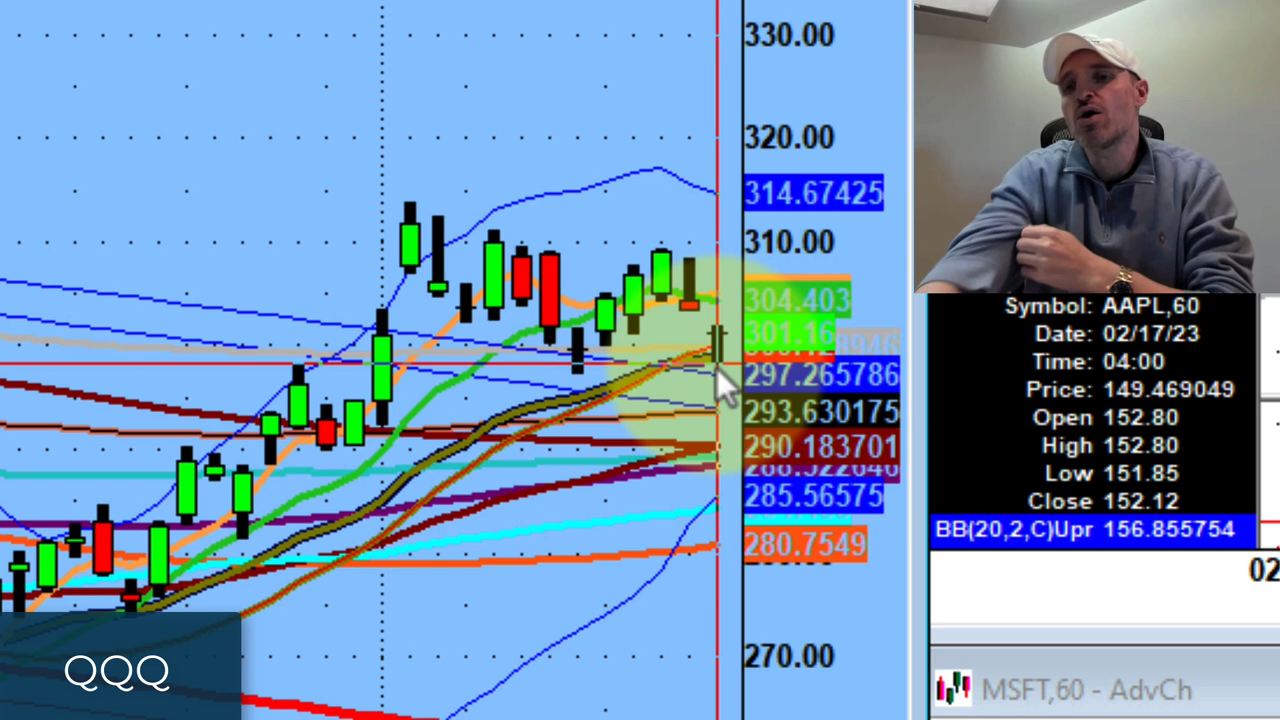 330.00
320.00
314.67425
310.00
304.403
301.16
8946
297.265786
293.630175
290.183701
285.56575
280.7549
270.00
QQQ
Symbol: AAPL,60
Date: 02/17/23
Time: 04:00
Price: 149.469049
Open 152.80
High 152.80
Low 151.85
Close 152.12
BB(20,2,C)Upr 156.855754
02
MSFT,60 - AdvCh